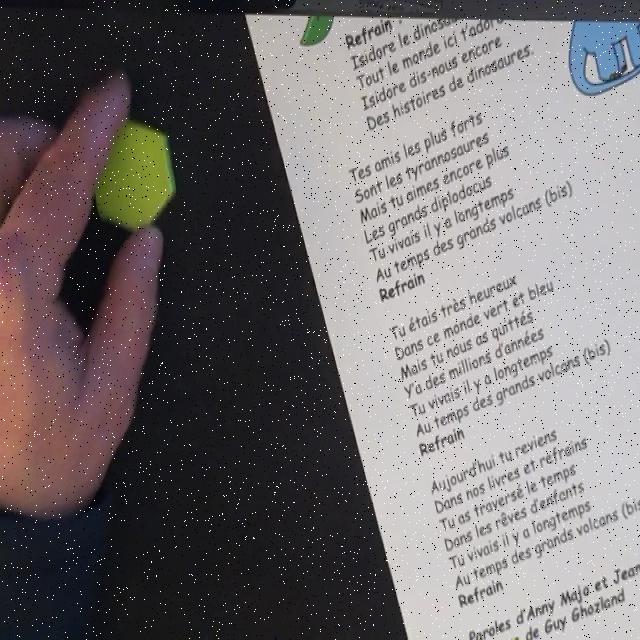 Refrain
Isidore le dinosaure
Tout le monde ici t'adore
Isidore dis-nous encore
Des histoires de dinosaures.
Tes amis les plus forts
Sont les tyrannosaures
Mais tu aimes encore plus
Les grands diplodocus
Tu vivais il y a longtemps
Au temps des grands volcans (bis)
Refrain
Tu étais très heureux
Dans ce monde vert et bleu
Mais tu nous as quittés
Y'a des millions d'années
Tu vivais il y a longtemps
Au temps des grands volcans (bis)
Refrain
Aujourd'hui tu reviens
Dans nos livres et refrains
Tu as traversé le temps
Dans les rêves d'enfants
Tu vivais il y a longtemps
Au temps des grands volcans (bis
Refrain
Paroles d'Anny Maja et Jean
de Guy Ghazland